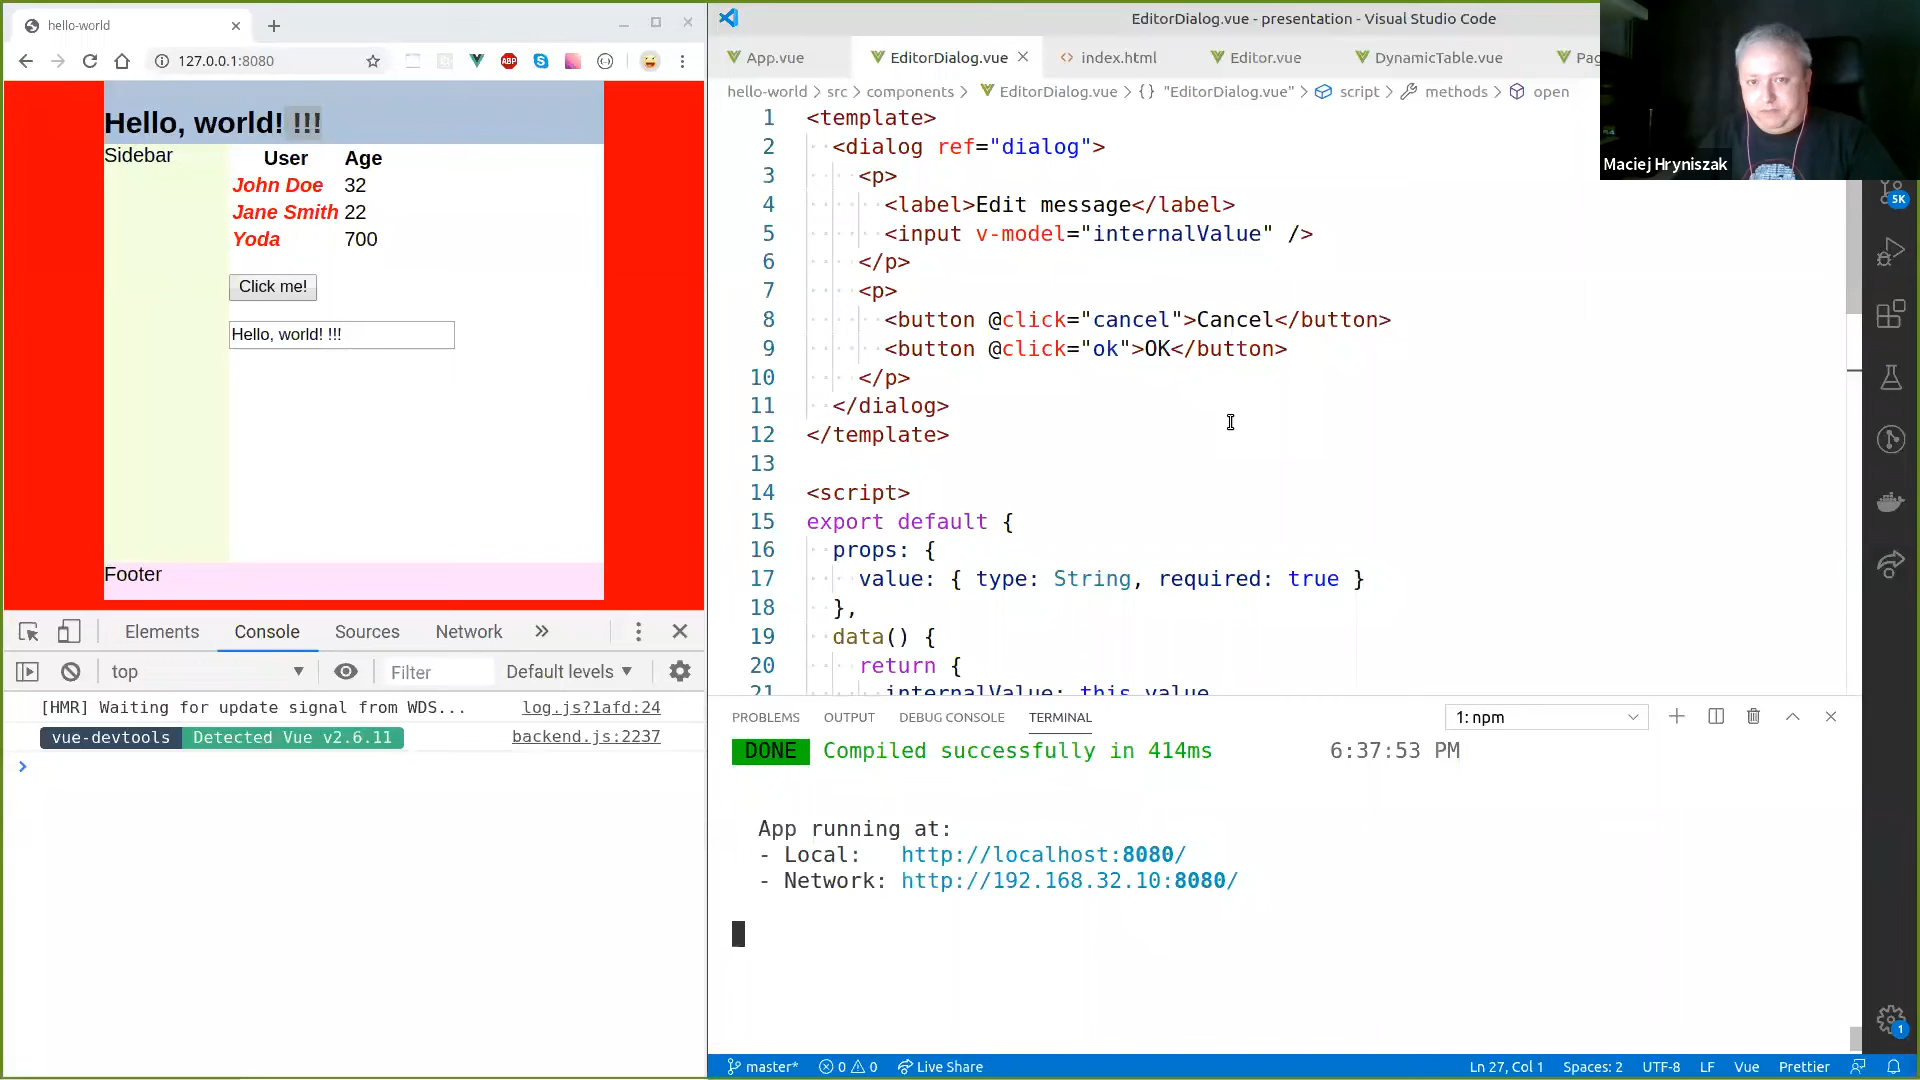 hello-world
127.0.0.1:8080
ABP
Hello, world! !!!
Sidebar
User Age
John Doe 32
Jane Smith 22
Yoda 700
Click me!
Hello, world! !!!
Footer
Elements Console Sources Network
top Filter Default levels
[HMR] Waiting for update signal from WDS... log.js?1afd:24
vue-devtools Detected Vue v2.6.11 backend.js:2237
EditorDialog.vue - presentation - Visual Studio Code
App.vue EditorDialog.vue index.html Editor.vue DynamicTable.vue Pag
hello-world > src > components > EditorDialog.vue > {} "EditorDialog.vue" > script > methods > open
1 <template>
2 <dialog ref="dialog">
3 <p>
4 <label>Edit message</label>
5 <input v-model="internalValue" />
6 </p>
7 <p>
8 <button @click="cancel">Cancel</button>
9 <button @click="ok">OK</button>
10 </p>
11 </dialog>
12 </template>
13
14 <script>
15 export default {
16 props: {
17 value: { type: String, required: true }
18 },
19 data() {
20 return {
21 internalValue: this.value
PROBLEMS OUTPUT DEBUG CONSOLE TERMINAL 1: npm
DONE Compiled successfully in 414ms 6:37:53 PM
App running at:
- Local: http://localhost:8080/
- Network: http://192.168.32.10:8080/
master* 0 0 Live Share Ln 27, Col 1 Spaces: 2 UTF-8 LF Vue Prettier
Maciej Hryniszak
5K
1